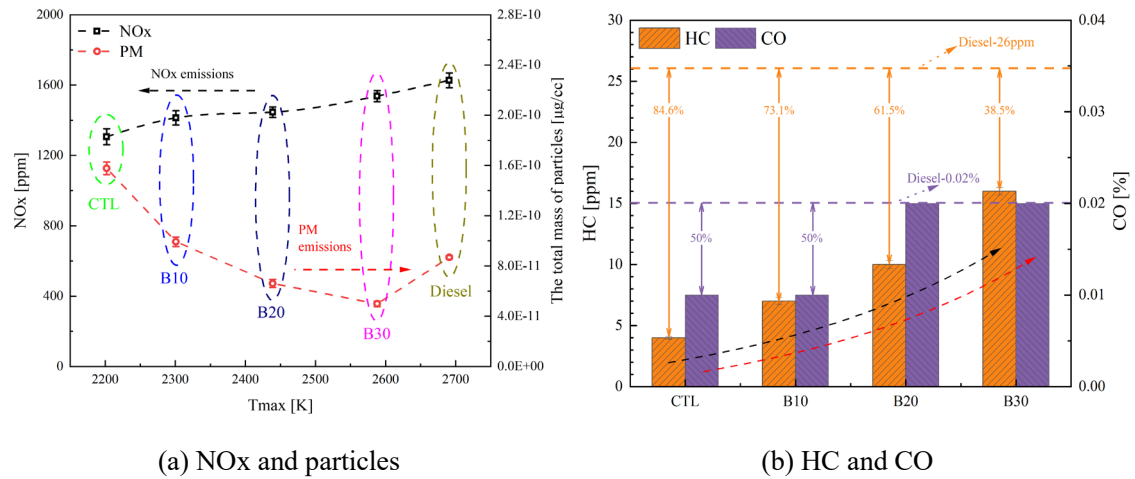 2000
1600
1200
800
400
0
NOx [ppm]
NOx
PM
NOx emissions
PM
emissions
CTL
B10
B20
B30
Diesel
2.8E-10
2.4E-10
2.0E-10
1.6E-10
1.2E-10
8.0E-11
4.0E-11
0.0E+00
The total mass of particles [μg/cc]
2200 2300 2400 2500 2600 2700
Tmax [K]
(a) NOx and particles
30
25
20
15
10
5
0
HC [ppm]
HC CO
Diesel-26ppm
84.6% 73.1% 61.5% 38.5%
Diesel-0.02%
50% 50%
0.04
0.03
0.02
0.01
0.00
CO [%]
CTL B10 B20 B30
(b) HC and CO